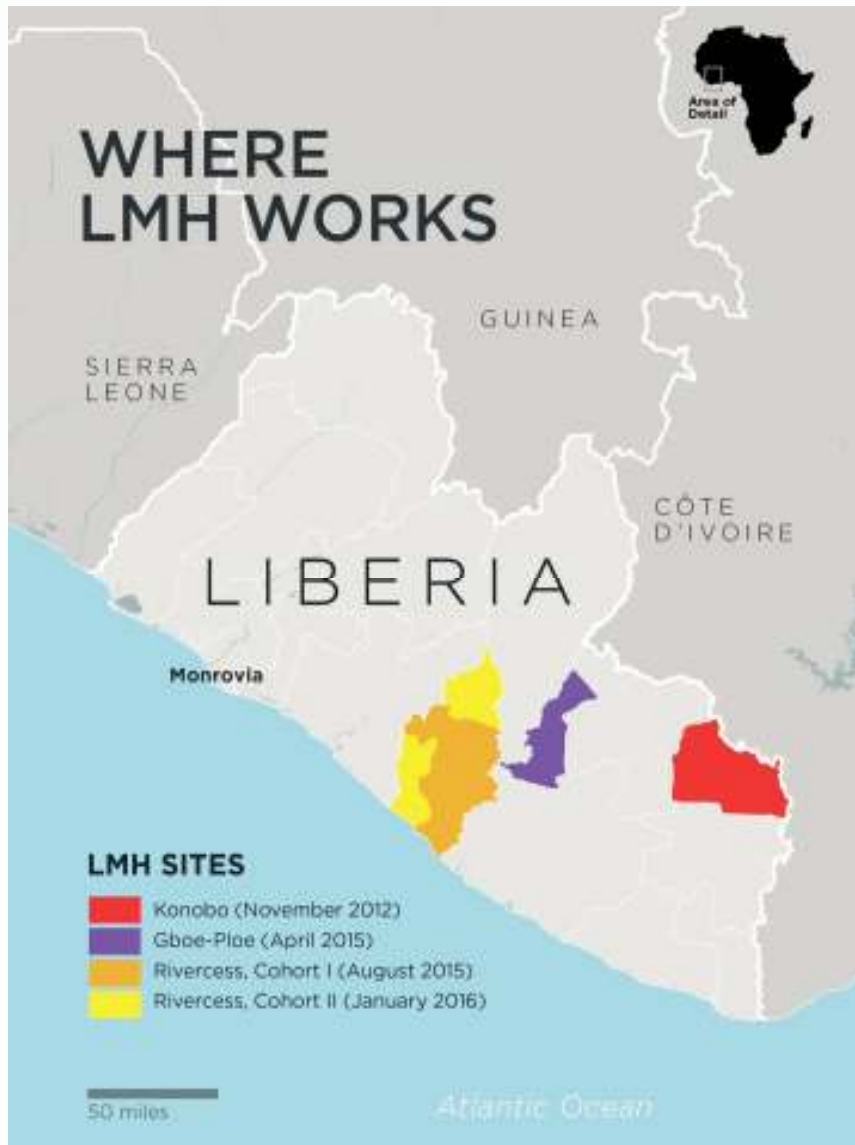 Area of
Detail
WHERE
LMH WORKS
GUINEA
SIERRA
LEONE
CÔTE
D'IVOIRE
LIBERIA
Monrovia
LMH SITES
Konobo (November 2012)
Gboe-Ploe (April 2015)
Rivercess, Cohort I (August 2015)
Rivercess, Cohort II (January 2016)
50 miles
Atlantic Ocean